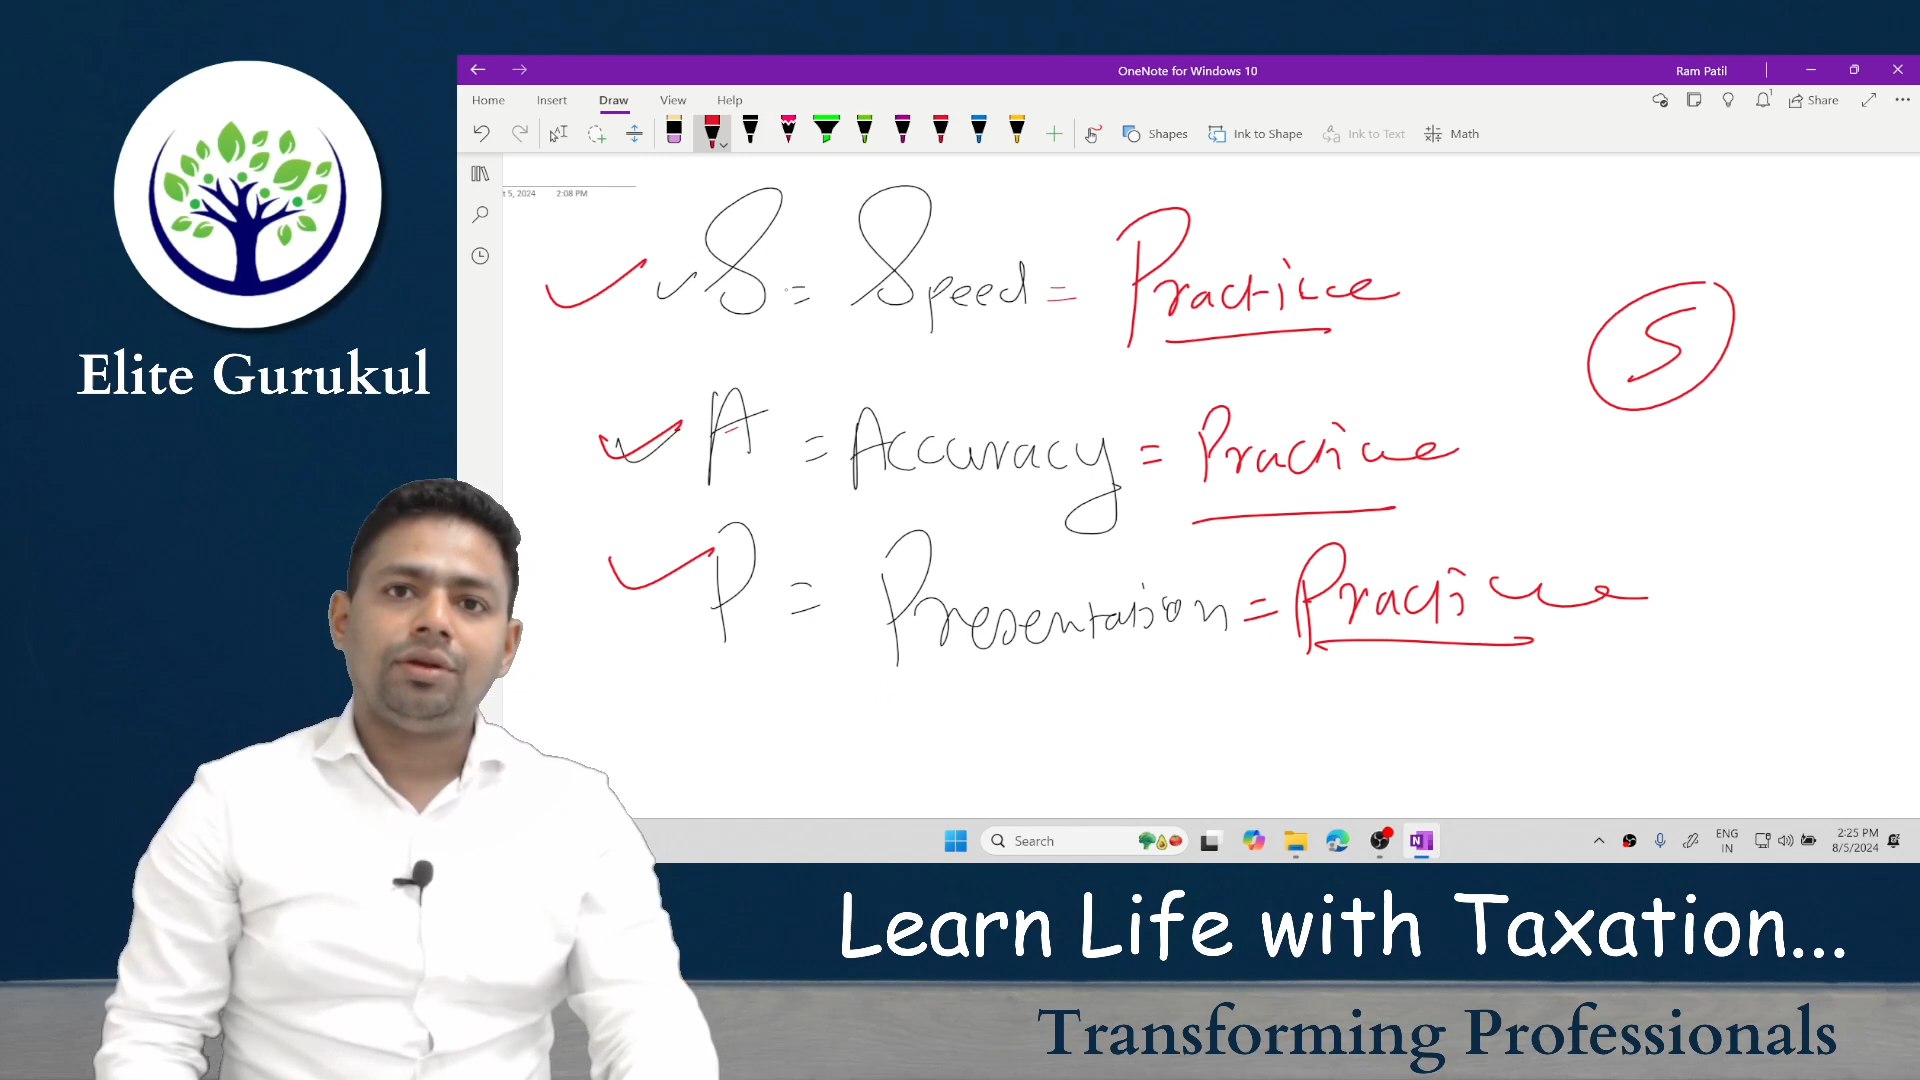 OneNote for Windows 10
Ram Patil
Home Insert Draw View Help
Share
Shapes Ink to Shape Ink to Text Math
t 5, 2024 2:08 PM
S = Speed = Practice
S
A = Accuracy = Practice
P = Presentation = Practice
Elite Gurukul
Search
ENG
IN
2:25 PM
8/5/2024
Learn Life with Taxation...
Transforming Professionals